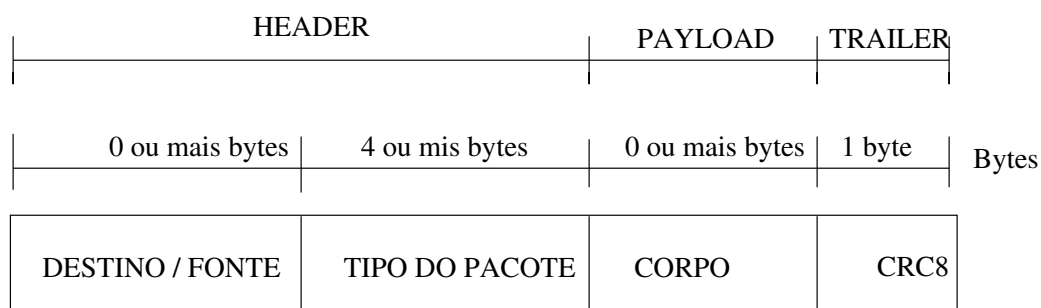 HEADER
PAYLOAD
TRAILER
0 ou mais bytes
4 ou mis bytes
0 ou mais bytes
1 byte
Bytes
DESTINO / FONTE
TIPO DO PACOTE
CORPO
CRC8